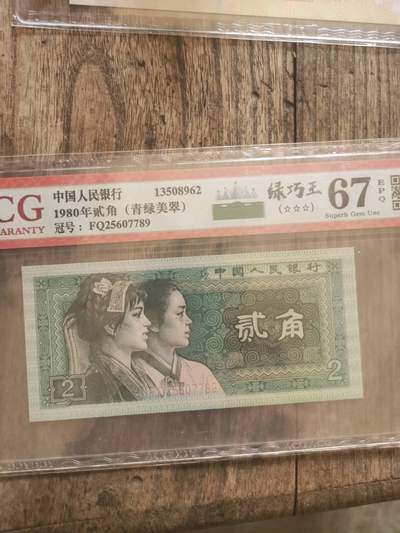 CG
RANTY
中国人民银行 13508962
1980年贰角（青绿美翠）
冠号：FQ25607789
绿巧王
（☆☆☆）
67
EPQ
Superb Gem Unc
中国人民银行
贰角
2
25607789
2